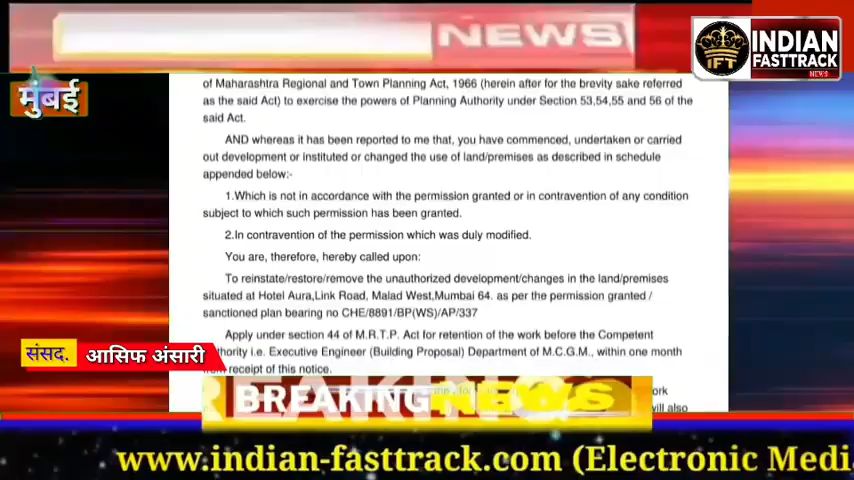 NEWS
IFT
INDIAN
FASTTRACK
NEWS
मुंबई
of Maharashtra Regional and Town Planning Act, 1966 (herein after for the brevity sake referred
as the said Act) to exercise the powers of Planning Authority under Section 53,54,55 and 56 of the
said Act.
AND whereas it has been reported to me that, you have commenced, undertaken or carried
out development or instituted or changed the use of land/premises as described in schedule
appended below:-
1.Which is not in accordance with the permission granted or in contravention of any condition
subject to which such permission has been granted.
2.In contravention of the permission which was duly modified.
You are, therefore, hereby called upon:
To reinstate/restore/remove the unauthorized development/changes in the land/premises
situated at Hotel Aura,Link Road, Malad West,Mumbai 64. as per the permission granted /
sanctioned plan bearing no CHE/8891/BP(WS)/AP/337
Apply under section 44 of M.R.T.P. Act for retention of the work before the Competent
thority i.e. Executive Engineer (Building Proposal) Department of M.C.G.M., within one month
receipt of this notice.
संसद. आसिफ अंसारी
BREAKING NEWS
ork
will also
www.indian-fasttrack.com (Electronic Medi